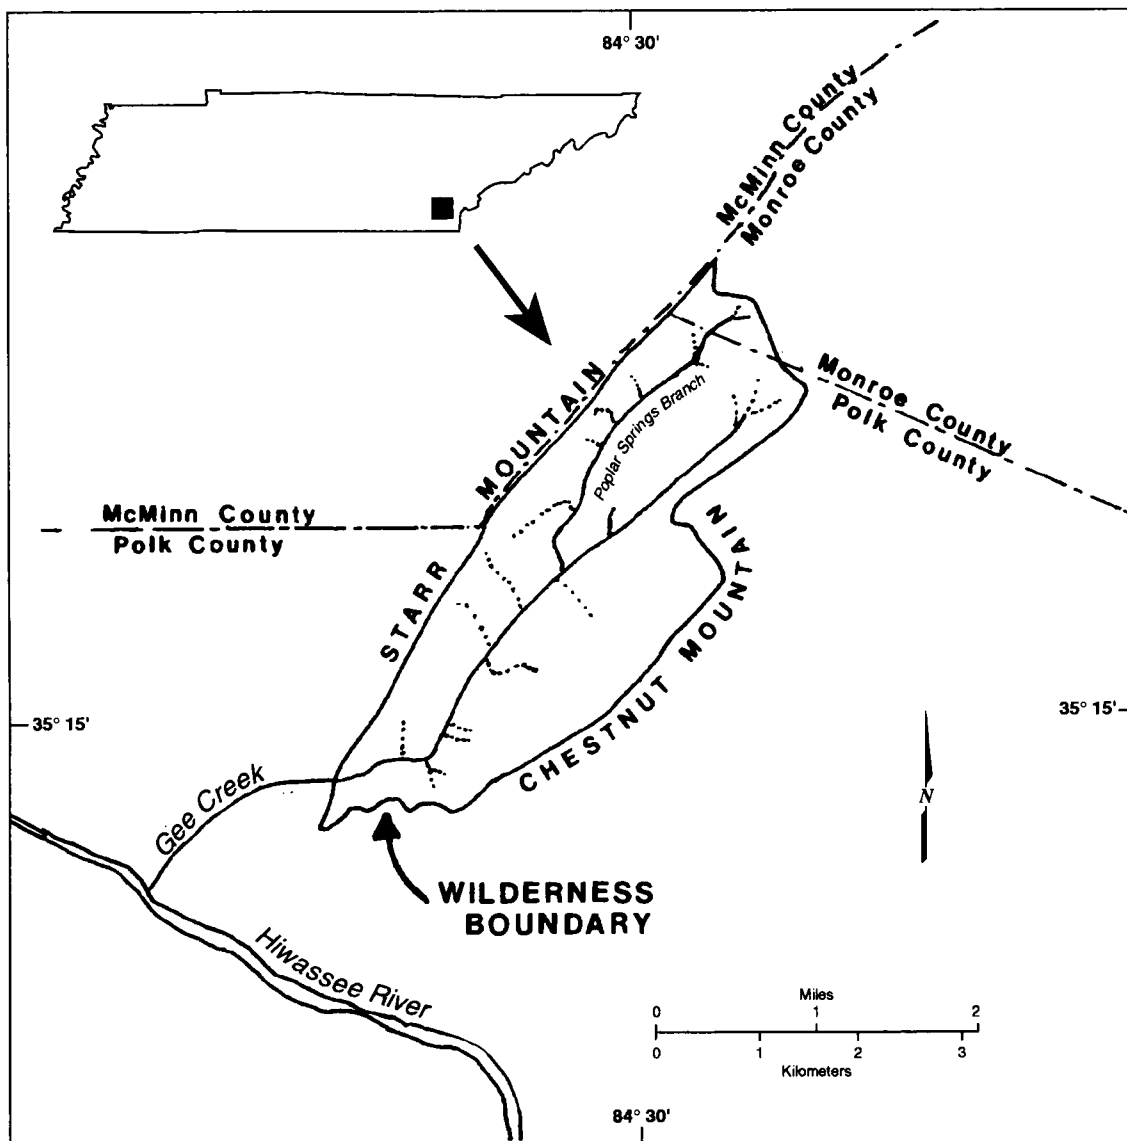 84° 30'
McMinn County
Monroe County
MOUNTAIN
Poplar Springs Branch
Monroe County
Polk County
McMinn County
Polk County
STARR
CHESTNUT MOUNTAIN
35° 15'
35° 15'
Gee Creek
N
WILDERNESS
BOUNDARY
Hiwassee River
Miles
0 1 2
0 1 2 3
Kilometers
84° 30'